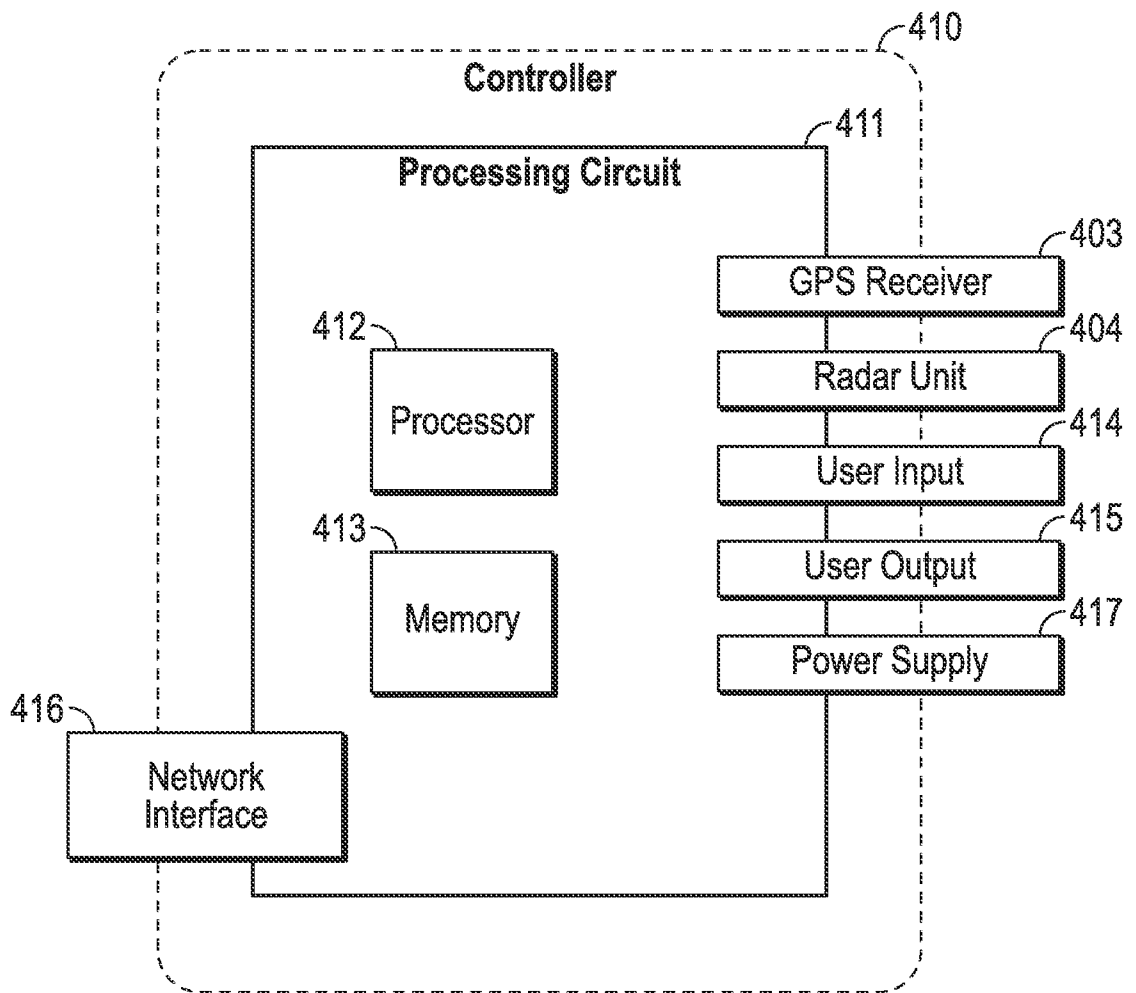 410
Controller
411
Processing Circuit
403
GPS Receiver
412
404
Radar Unit
Processor
414
User Input
413
415
User Output
Memory
417
Power Supply
416
Network
Interface